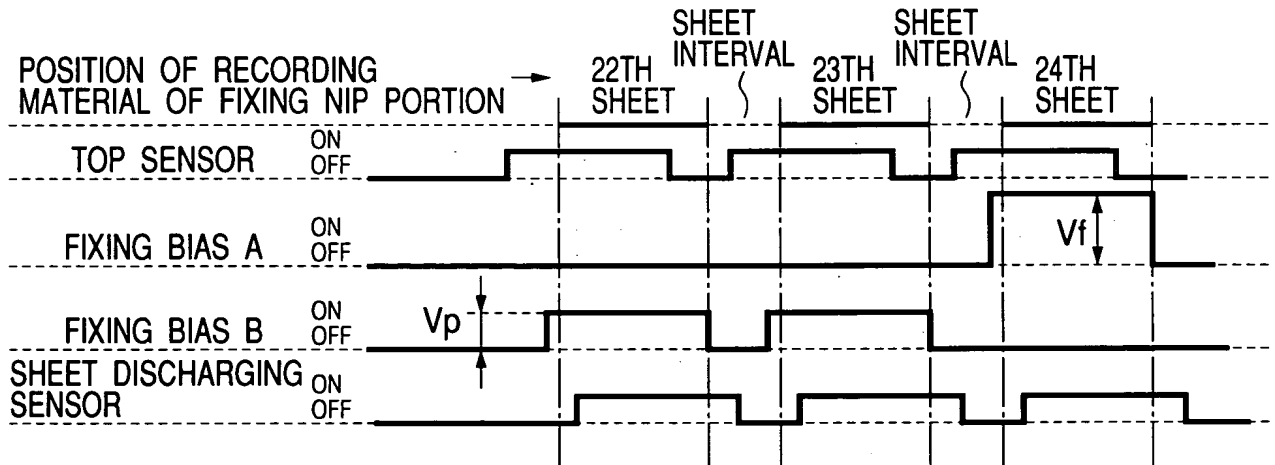 SHEET
INTERVAL
SHEET
INTERVAL
POSITION OF RECORDING
MATERIAL OF FIXING NIP PORTION
22TH
SHEET
23TH
SHEET
24TH
SHEET
TOP SENSOR
ON
OFF
FIXING BIAS A
ON
OFF
Vf
FIXING BIAS B
ON
OFF
Vp
SHEET DISCHARGING
SENSOR
ON
OFF